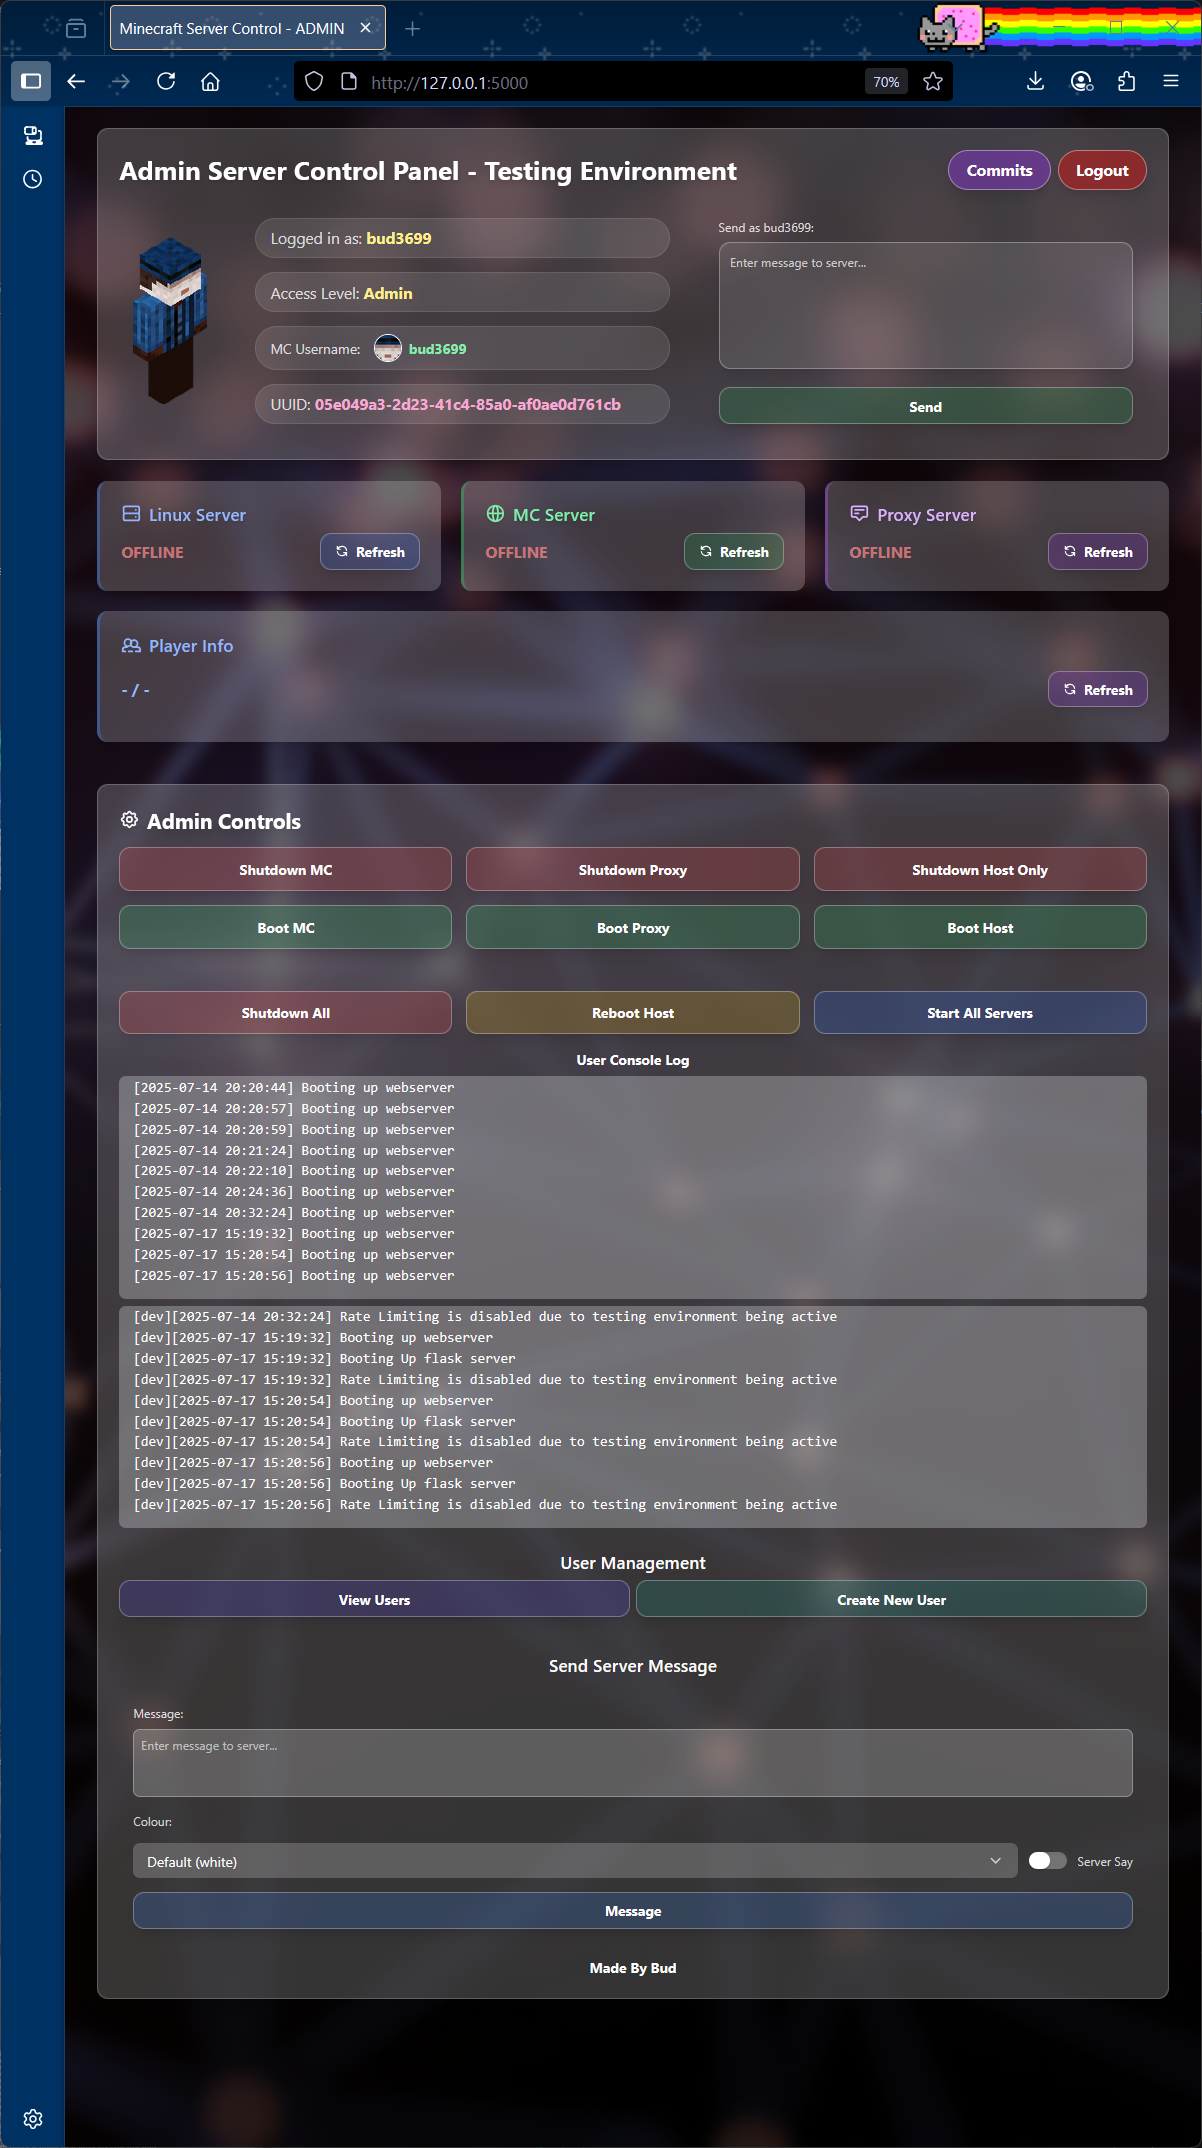 Minecraft Server Control - ADMIN
http://127.0.0.1:5000
70%
Admin Server Control Panel - Testing Environment
Commits
Logout
Logged in as: bud3699
Access Level: Admin
MC Username: bud3699
UUID: 05e049a3-2d23-41c4-85a0-af0ae0d761cb
Send as bud3699:
Enter message to server...
Send
Linux Server
OFFLINE
Refresh
MC Server
OFFLINE
Refresh
Proxy Server
OFFLINE
Refresh
Player Info
- / -
Refresh
Admin Controls
Shutdown MC
Shutdown Proxy
Shutdown Host Only
Boot MC
Boot Proxy
Boot Host
Shutdown All
Reboot Host
Start All Servers
User Console Log
[2025-07-14 20:20:44] Booting up webserver
[2025-07-14 20:20:57] Booting up webserver
[2025-07-14 20:20:59] Booting up webserver
[2025-07-14 20:21:24] Booting up webserver
[2025-07-14 20:22:10] Booting up webserver
[2025-07-14 20:24:36] Booting up webserver
[2025-07-14 20:32:24] Booting up webserver
[2025-07-17 15:19:32] Booting up webserver
[2025-07-17 15:20:54] Booting up webserver
[2025-07-17 15:20:56] Booting up webserver
[dev][2025-07-14 20:32:24] Rate Limiting is disabled due to testing environment being active
[dev][2025-07-17 15:19:32] Booting up webserver
[dev][2025-07-17 15:19:32] Booting Up flask server
[dev][2025-07-17 15:19:32] Rate Limiting is disabled due to testing environment being active
[dev][2025-07-17 15:20:54] Booting up webserver
[dev][2025-07-17 15:20:54] Booting Up flask server
[dev][2025-07-17 15:20:54] Rate Limiting is disabled due to testing environment being active
[dev][2025-07-17 15:20:56] Booting up webserver
[dev][2025-07-17 15:20:56] Booting Up flask server
[dev][2025-07-17 15:20:56] Rate Limiting is disabled due to testing environment being active
User Management
View Users
Create New User
Send Server Message
Message:
Enter message to server...
Colour:
Default (white)
Server Say
Message
Made By Bud